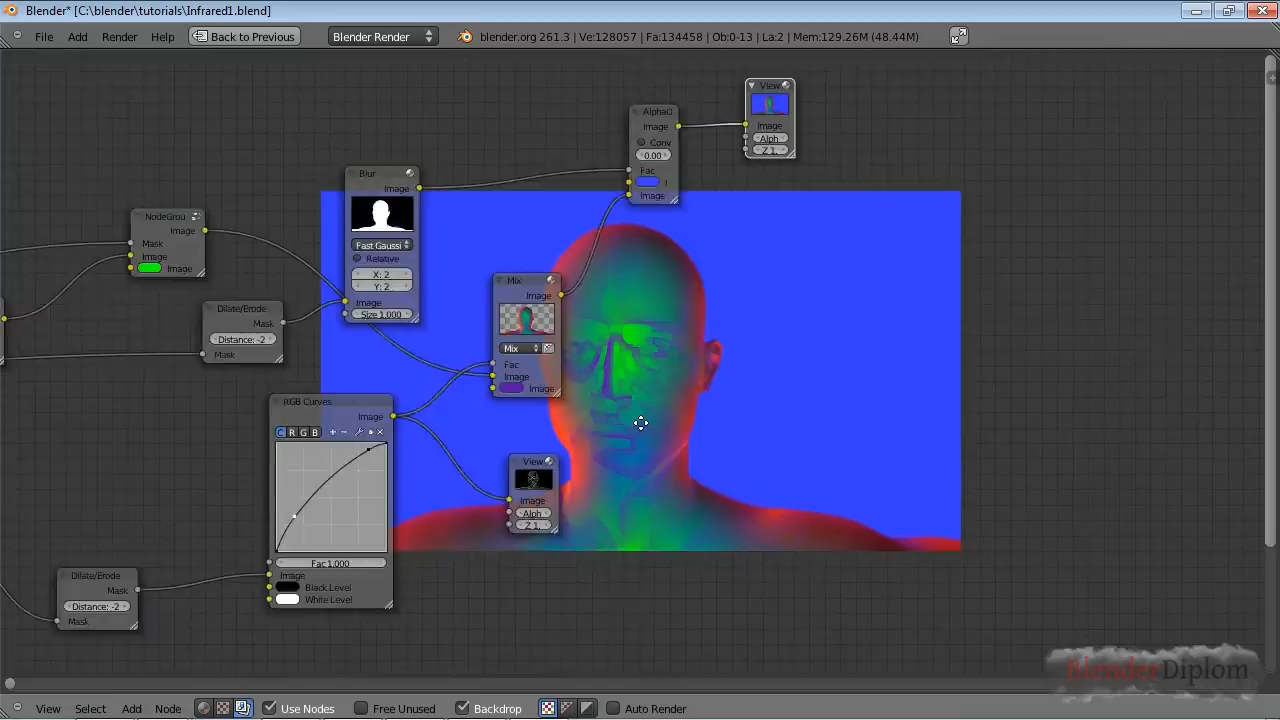 Blender* [C:\blender\tutorials\Infrared1.blend]
File Add Render Help Back to Previous Blender Render blender.org 261.3 | Ve:128057 | Fa:134458 | Ob:0-13 | La:2 | Mem:129.26M (48.44M)
View
Image
Alph
Z 1.
AlphaO
Image
Conv
0.00
Fac
I
Image
Blur
Image
Fast Gaussi
Relative
X: 2
Y: 2
Image
Size 1.000
NodeGrou
Image
Mask
Image
Image
Dilate/Erode
Mask
Distance: -2
Mask
Mix
Image
Mix
Fac
Image
Image
RGB Curves
Image
C R G B
Fac 1.000
Image
Black Level
White Level
View
Image
Alph
Z 1.
Dilate/Erode
Mask
Distance: -2
Mask
BlenderDiplom
View Select Add Node Use Nodes Free Unused Backdrop Auto Render